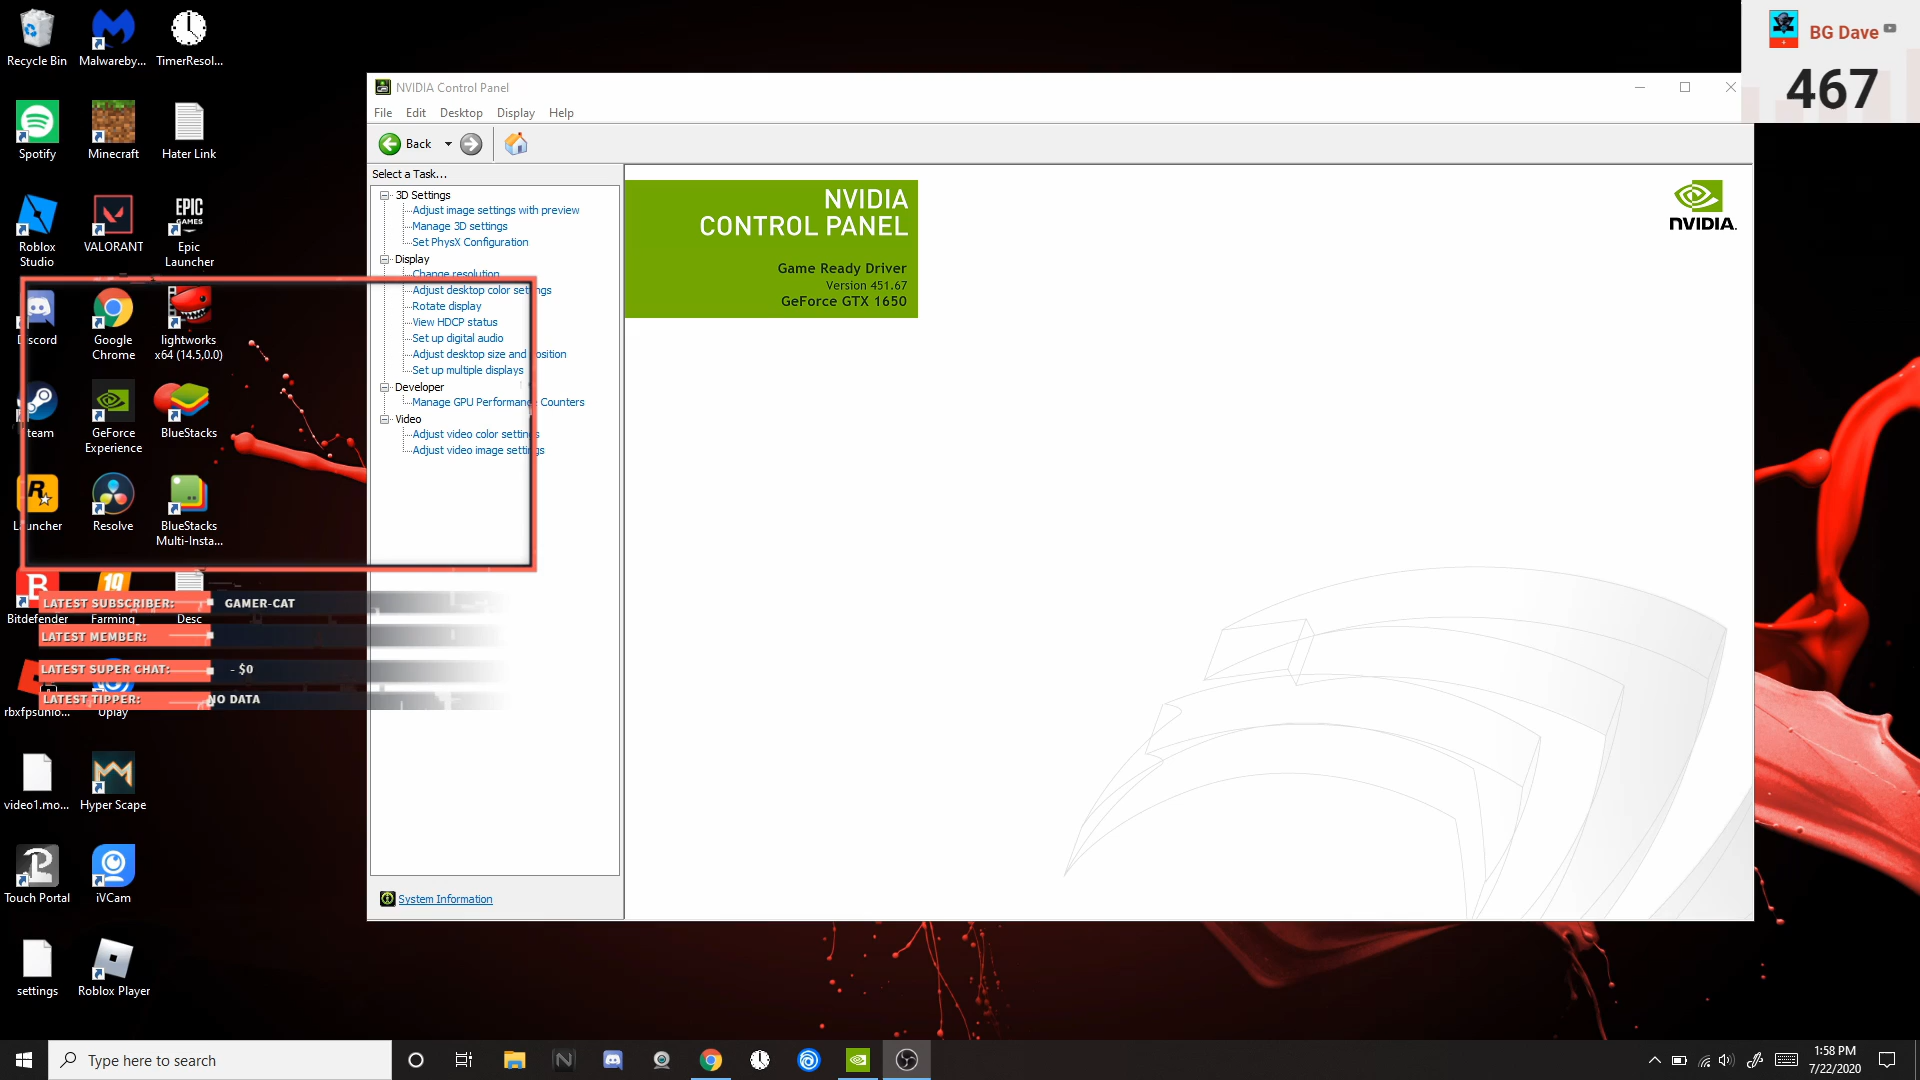 Recycle Bin
Malwareby...
TimerResol...
Spotify
Minecraft
Hater Link
Roblox
Studio
VALORANT
EPIC
GAMES
Epic
Launcher
Discord
Google
Chrome
lightworks
x64 (14.5,0.0)
GeForce
Experience
BlueStacks
Launcher
Resolve
BlueStacks
Multi-Insta...
Bitdefender
19
Farming
Desc
LATEST SUBSCRIBER:
GAMER-CAT
LATEST MEMBER:
LATEST SUPER CHAT:
- $0
LATEST TIPPER:
NO DATA
Uplay
video1.mo...
Hyper Scape
Touch Portal
iVCam
settings
Roblox Player
NVIDIA Control Panel
File Edit Desktop Display Help
Back
Select a Task...
3D Settings
Adjust image settings with preview
Manage 3D settings
Set PhysX Configuration
Display
Change resolution
Adjust desktop color settings
Rotate display
View HDCP status
Set up digital audio
Adjust desktop size and position
Set up multiple displays
Developer
Manage GPU Performance Counters
Video
Adjust video color settings
Adjust video image settings
System Information
NVIDIA
CONTROL PANEL
Game Ready Driver
Version 451.67
GeForce GTX 1650
NVIDIA.
BG Dave
467
Type here to search
1:58 PM
7/22/2020